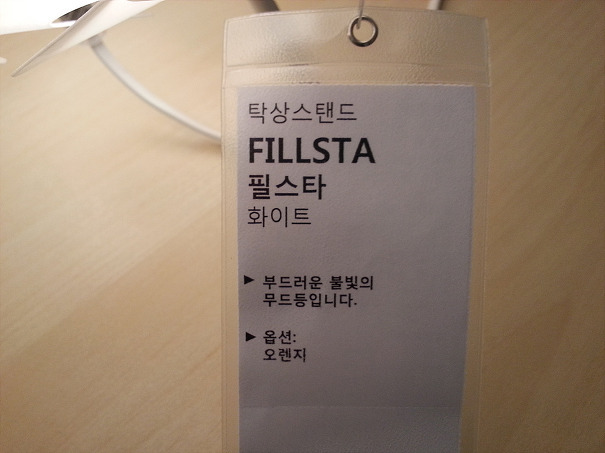 탁상스탠드
FILLSTA
필스타
화이트
▶ 부드러운 불빛의
무드등입니다.
▶ 옵션:
오렌지